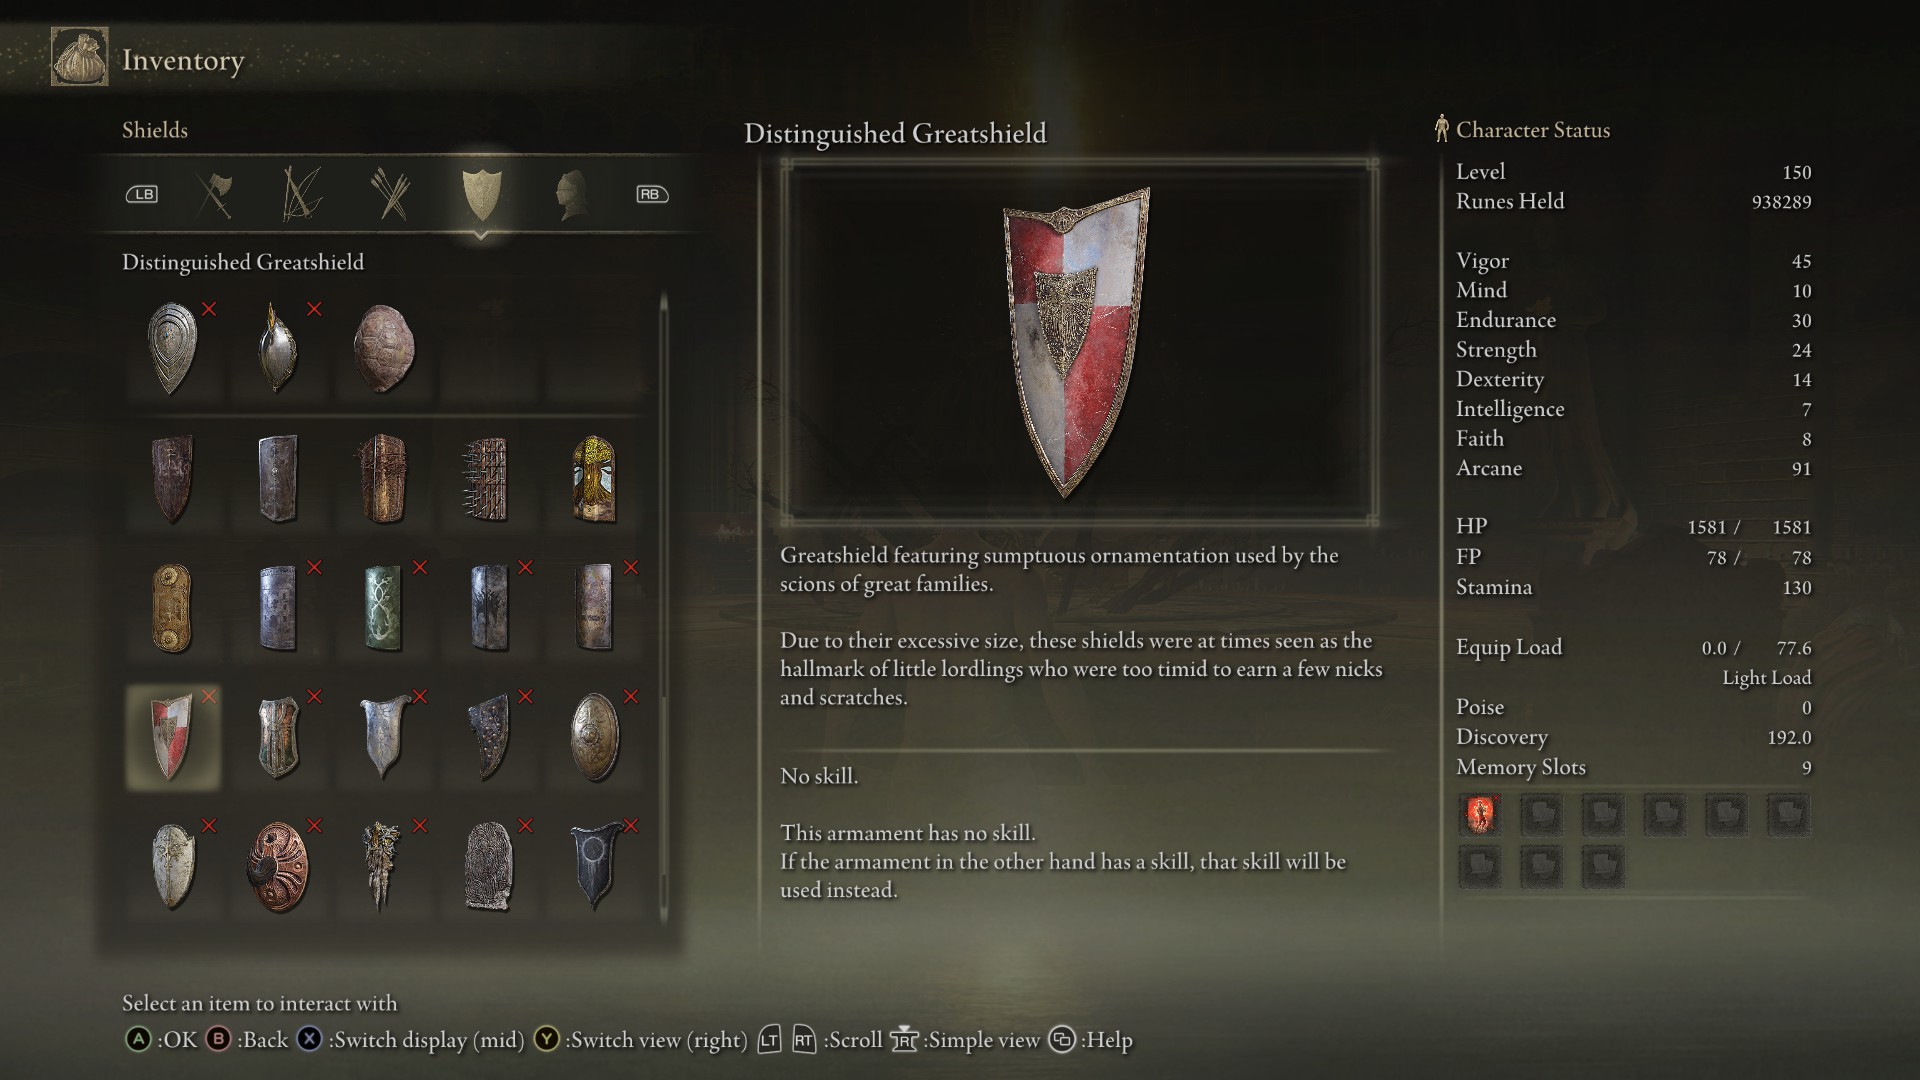 Inventory
Shields
LB
RB
Distinguished Greatshield
Distinguished Greatshield
Greatshield featuring sumptuous ornamentation used by the
scions of great families.
Due to their excessive size, these shields were at times seen as the
hallmark of little lordlings who were too timid to earn a few nicks
and scratches.
No skill.
This armament has no skill.
If the armament in the other hand has a skill, that skill will be
used instead.
Character Status
Level 150
Runes Held 938289
Vigor 45
Mind 10
Endurance 30
Strength 24
Dexterity 14
Intelligence 7
Faith 8
Arcane 91
HP 1581 / 1581
FP 78 / 78
Stamina 130
Equip Load 0.0 / 77.6
Light Load
Poise 0
Discovery 192.0
Memory Slots 9
Select an item to interact with
A :OK B :Back X :Switch display (mid) Y :Switch view (right) LT RT :Scroll R :Simple view :Help